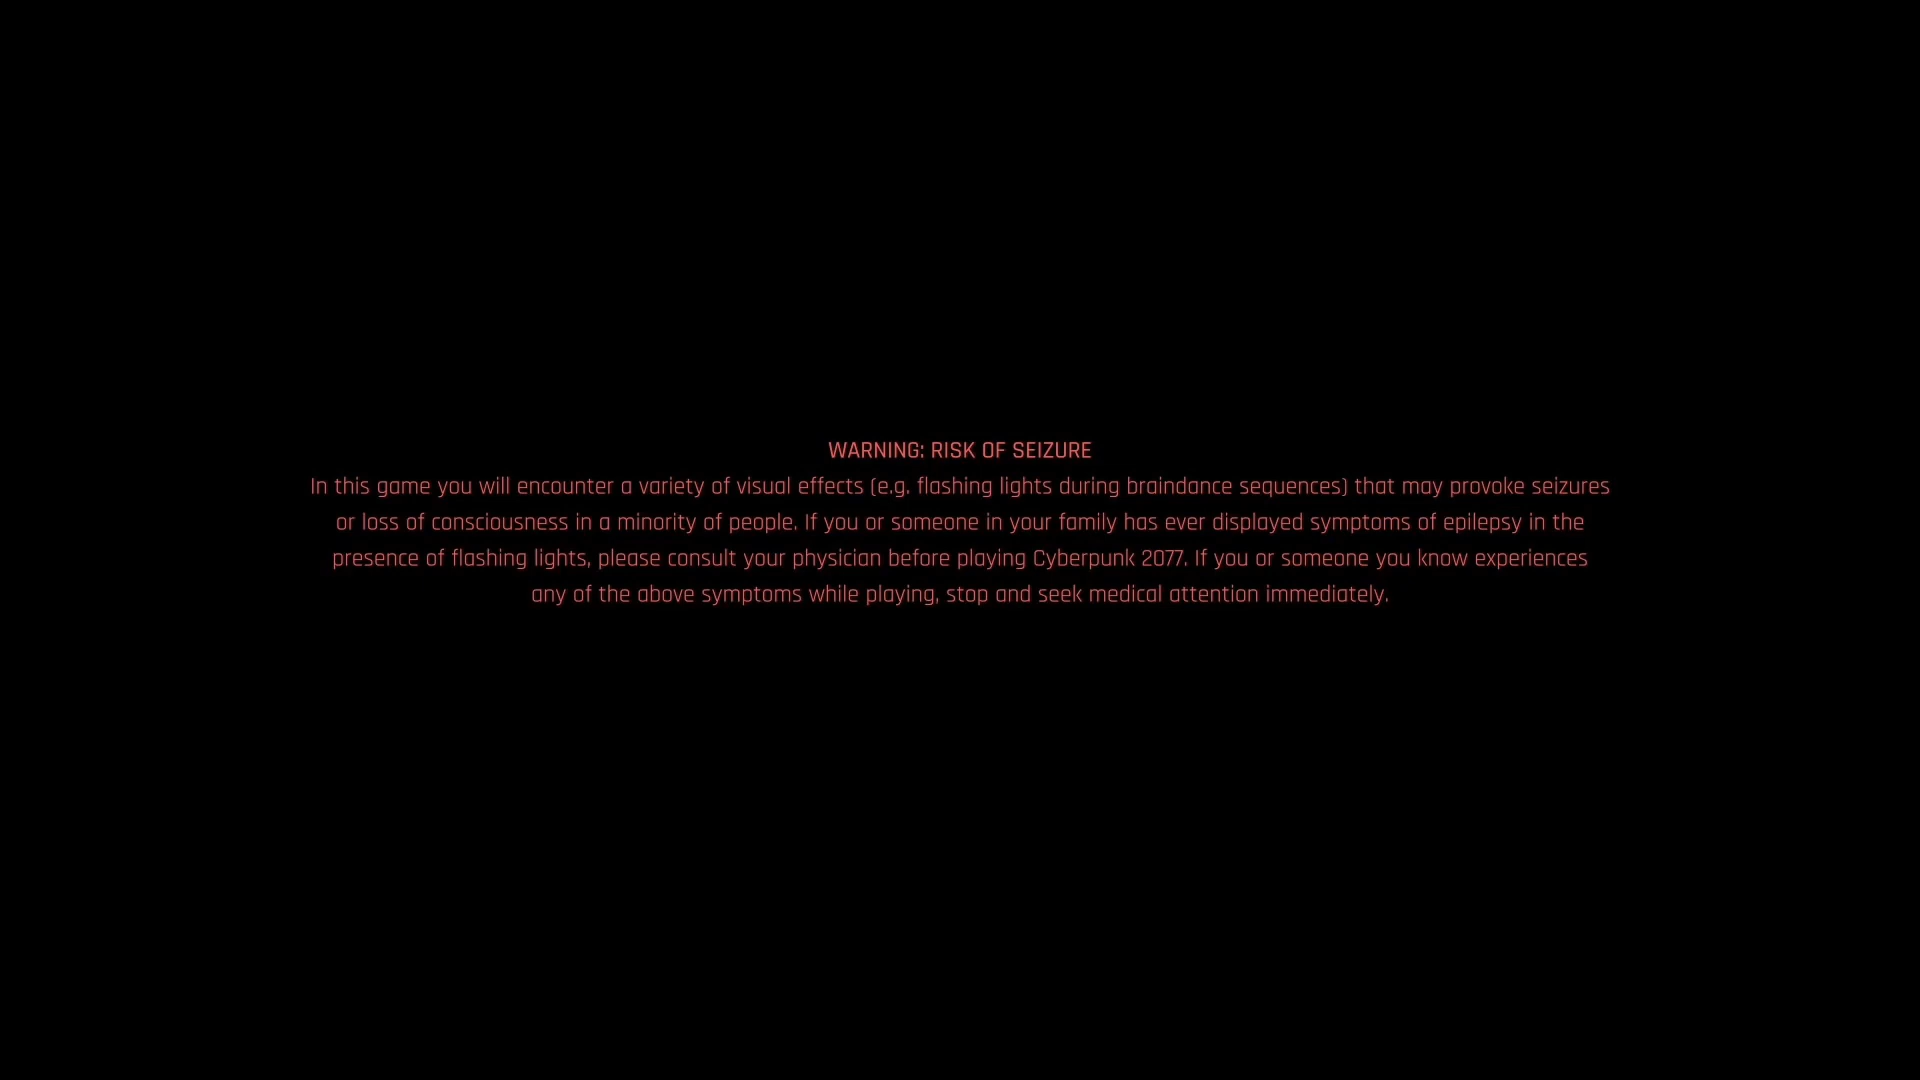 WARNING: RISK OF SEIZURE
In this game you will encounter a variety of visual effects (e.g. flashing lights during braindance sequences) that may provoke seizures
or loss of consciousness in a minority of people. If you or someone in your family has ever displayed symptoms of epilepsy in the
presence of flashing lights, please consult your physician before playing Cyberpunk 2077. If you or someone you know experiences
any of the above symptoms while playing, stop and seek medical attention immediately.